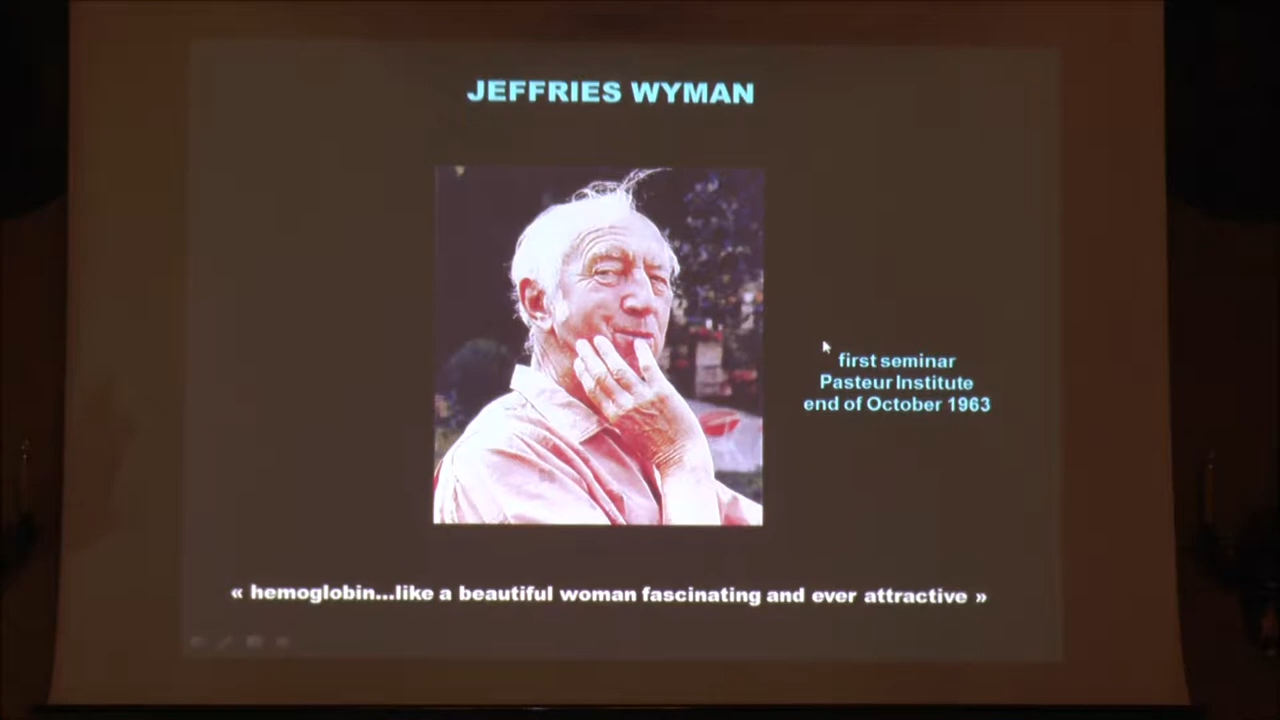 JEFFRIES WYMAN
first seminar
Pasteur Institute
end of October 1963
« hemoglobin...like a beautiful woman fascinating and ever attractive »